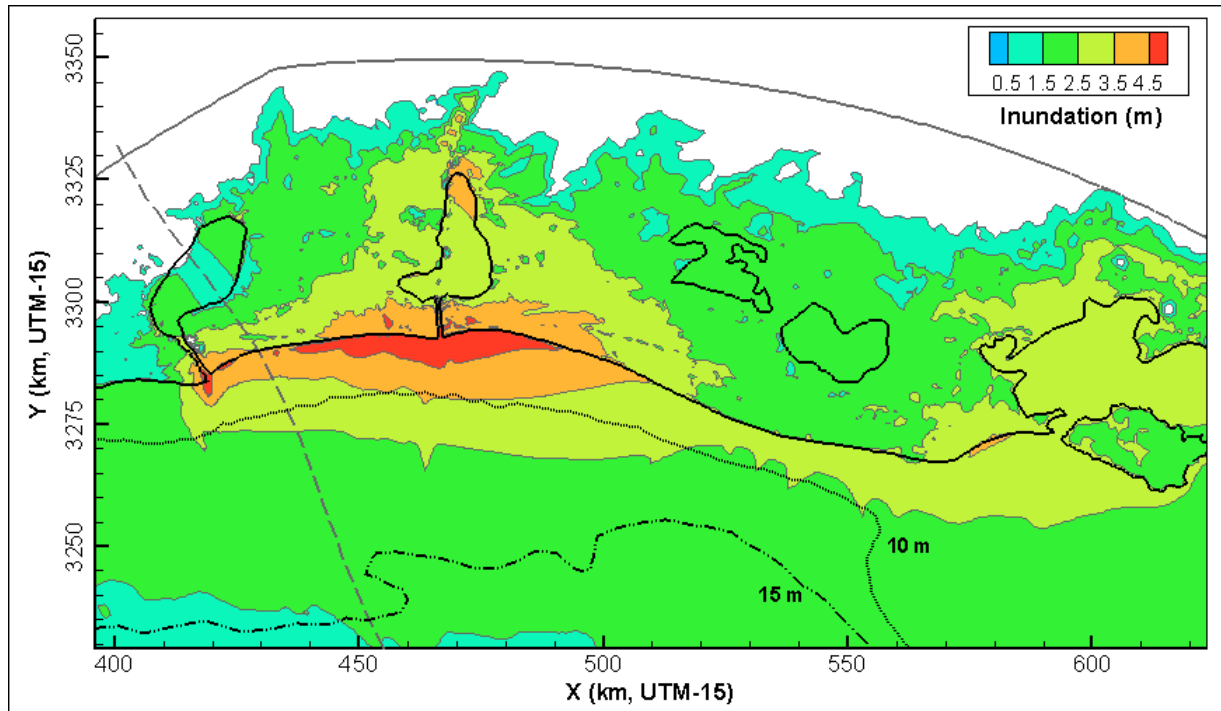 0.5 1.5 2.5 3.5 4.5
Inundation (m)
3350
3325
3300
3275
3250
Y (km, UTM-15)
10 m
15 m
400 450 500 550 600
X (km, UTM-15)